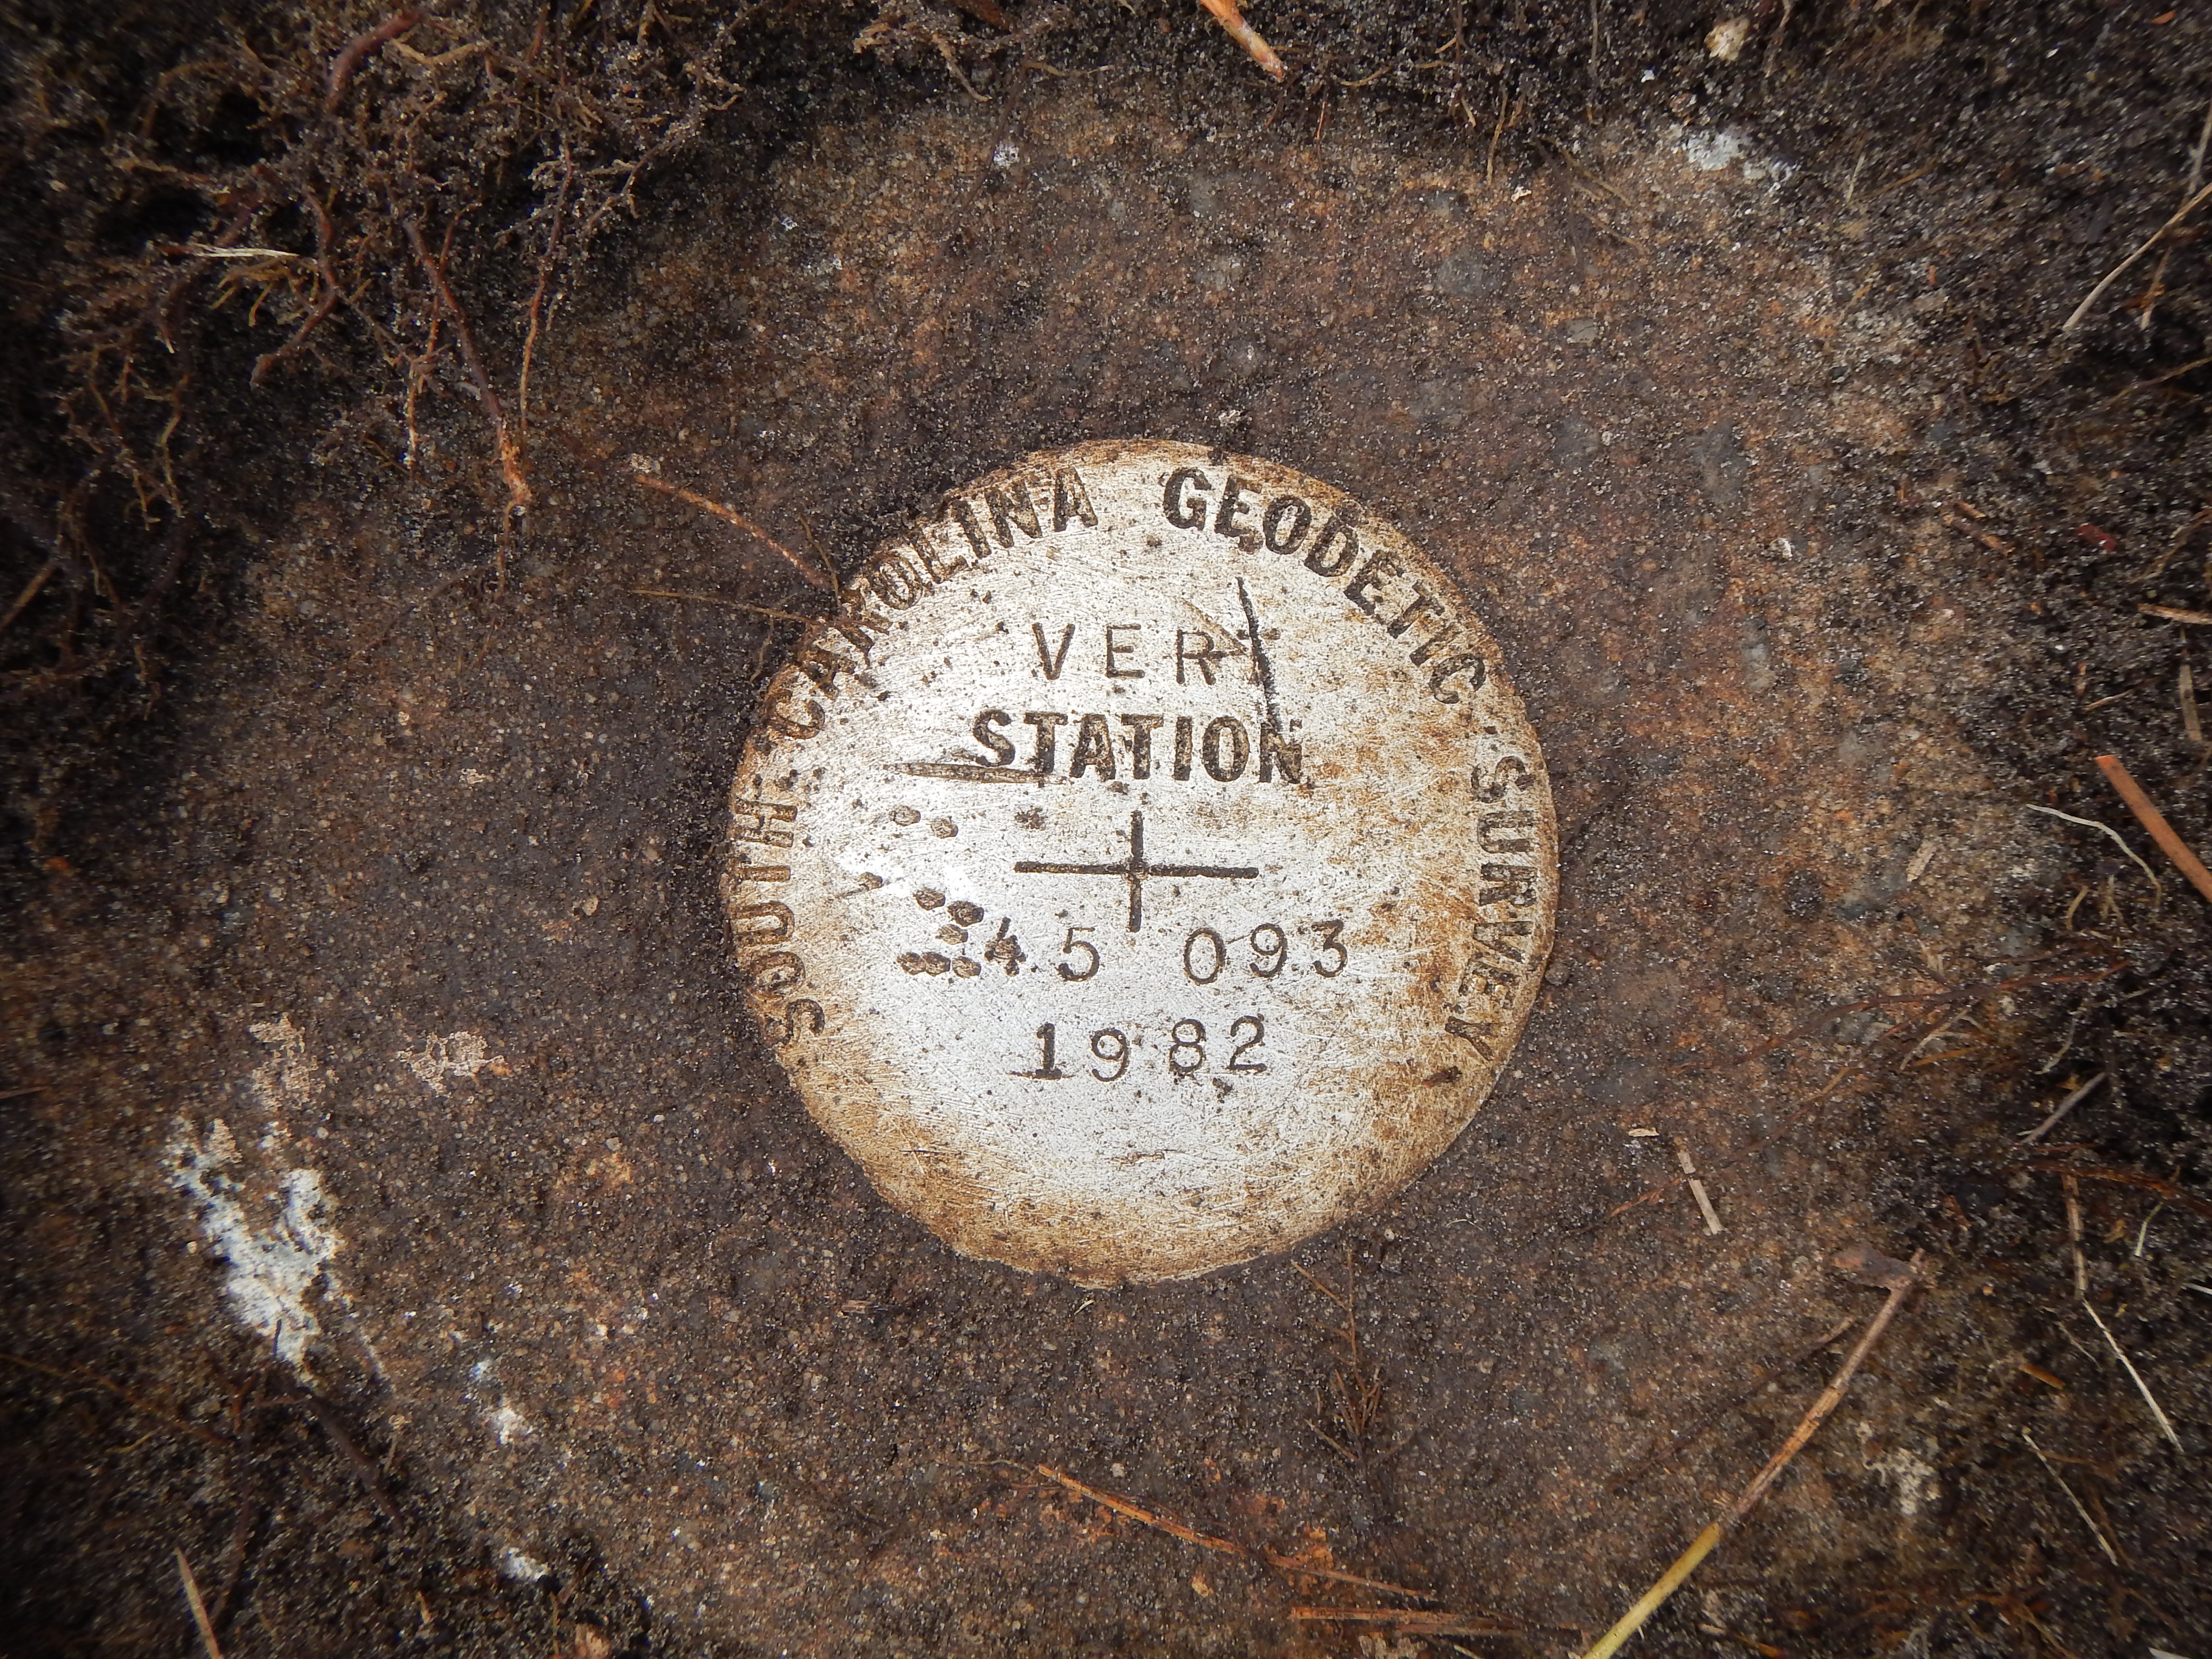 SOUTH CAROLINA GEODETIC SURVEY
VERT
STATION
45 093
1982